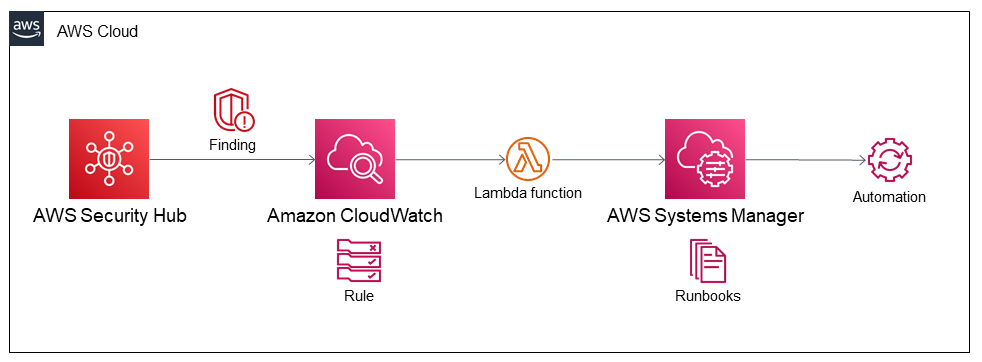 aws
AWS Cloud
Finding
AWS Security Hub
Amazon CloudWatch
Lambda function
AWS Systems Manager
Automation
Rule
Runbooks